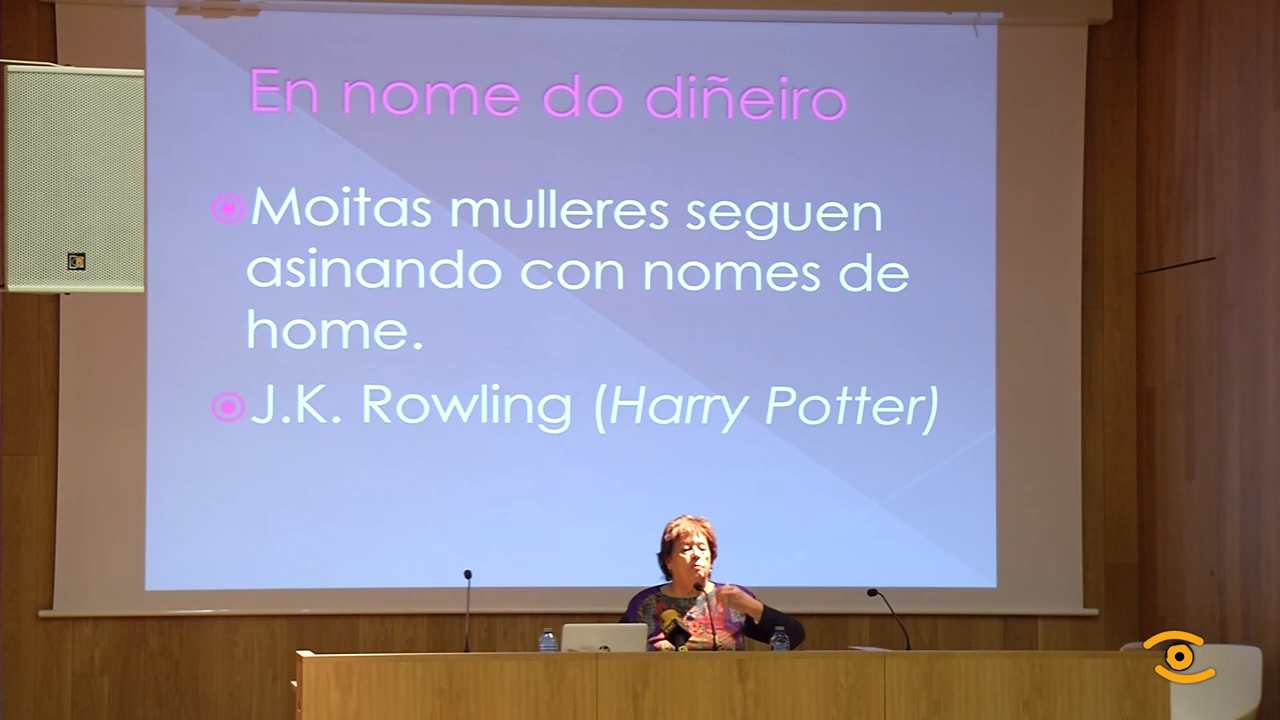 En nome do diñeiro
Moitas mulleres seguen
asinando con nomes de
home.
J.K. Rowling (Harry Potter)